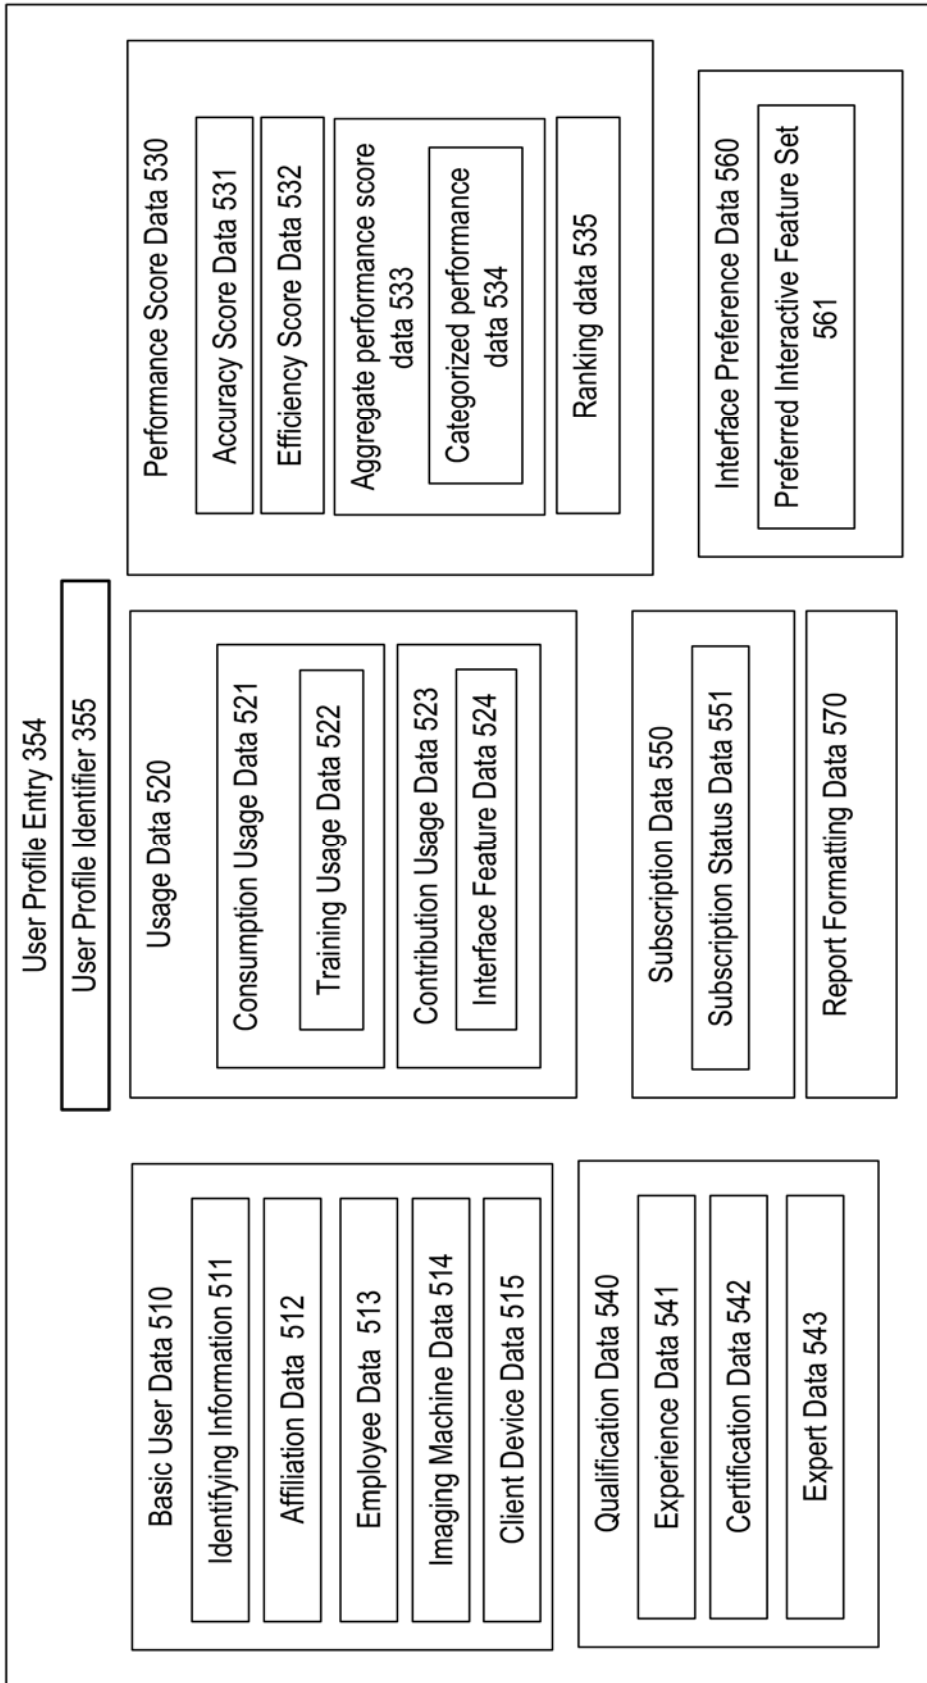 User Profile Entry 354
User Profile Identifier 355
Basic User Data 510
Identifying Information 511
Affiliation Data 512
Employee Data 513
Imaging Machine Data 514
Client Device Data 515
Qualification Data 540
Experience Data 541
Certification Data 542
Expert Data 543
Usage Data 520
Consumption Usage Data 521
Training Usage Data 522
Contribution Usage Data 523
Interface Feature Data 524
Subscription Data 550
Subscription Status Data 551
Report Formatting Data 570
Performance Score Data 530
Accuracy Score Data 531
Efficiency Score Data 532
Aggregate performance score
data 533
Categorized performance
data 534
Ranking data 535
Interface Preference Data 560
Preferred Interactive Feature Set
561